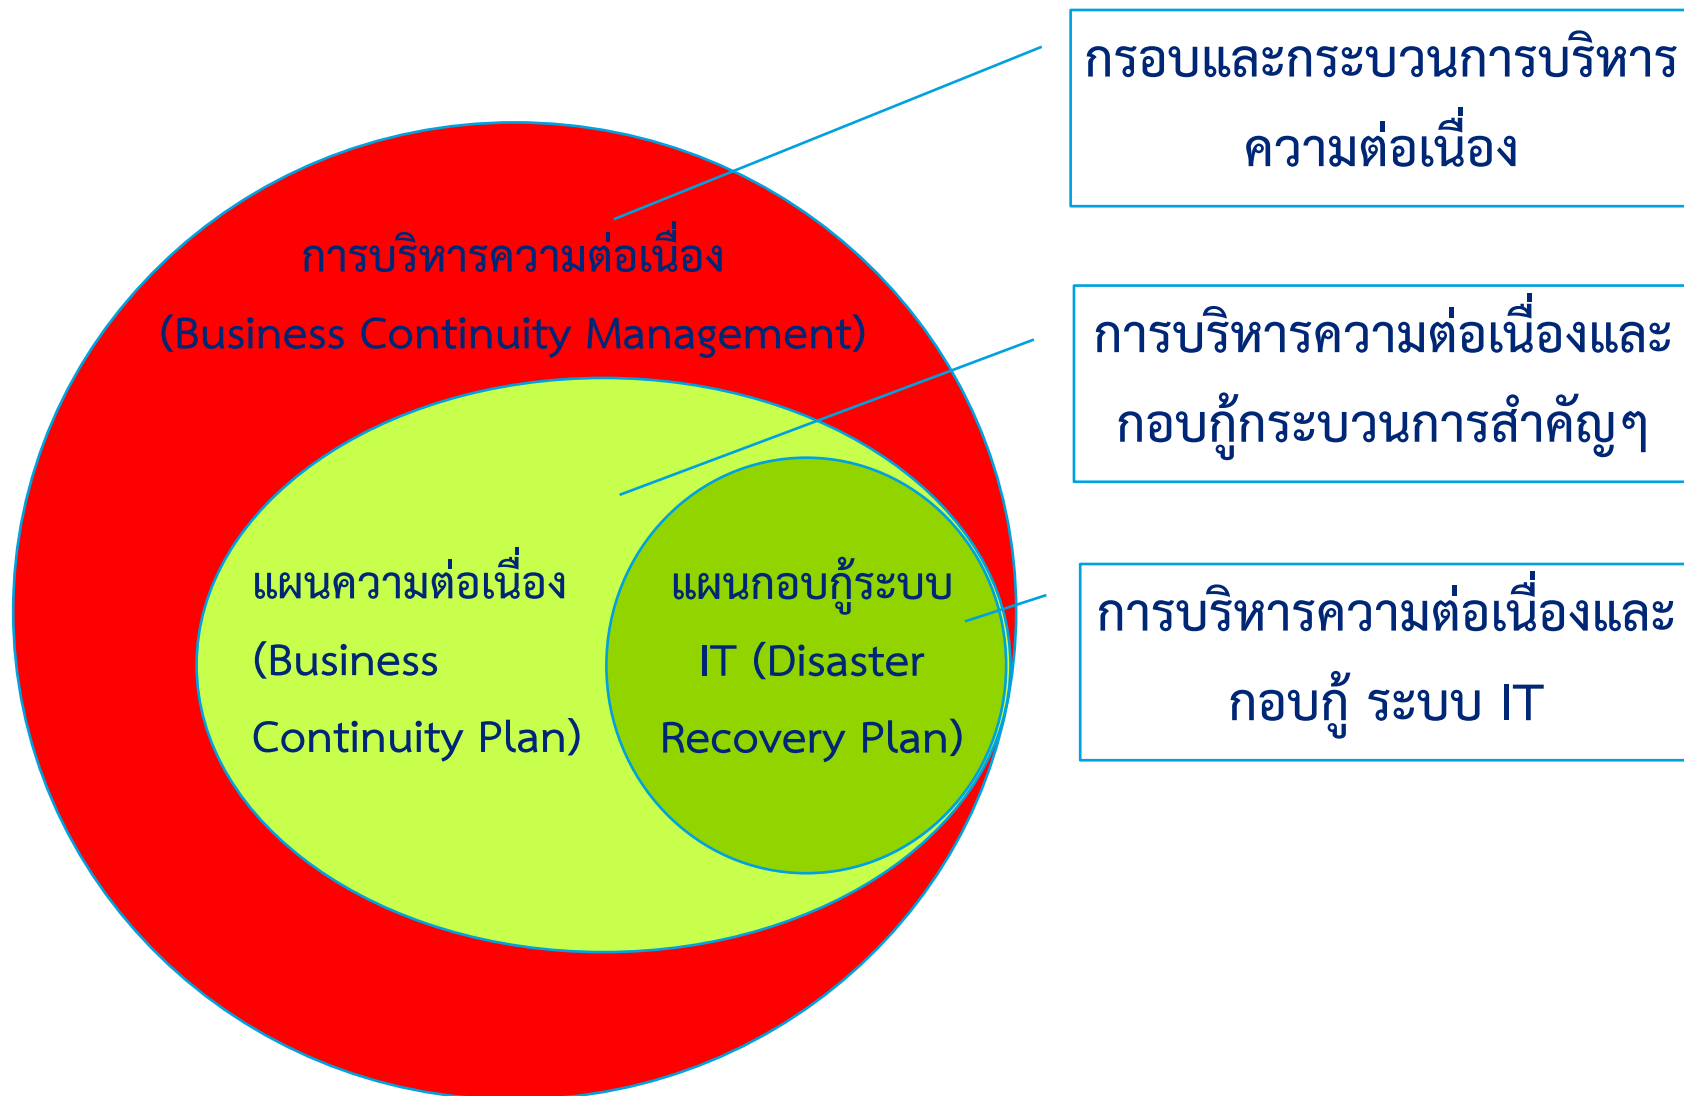 กรอบและกระบวนการบริหาร
ความต่อเนื่อง
การบริหารความต่อเนื่อง
(Business Continuity Management)
การบริหารความต่อเนื่องและ
กอบกู้กระบวนการสำคัญๆ
แผนความต่อเนื่อง
(Business
Continuity Plan)
แผนกอบกู้ระบบ
IT (Disaster
Recovery Plan)
การบริหารความต่อเนื่องและ
กอบกู้ ระบบ IT